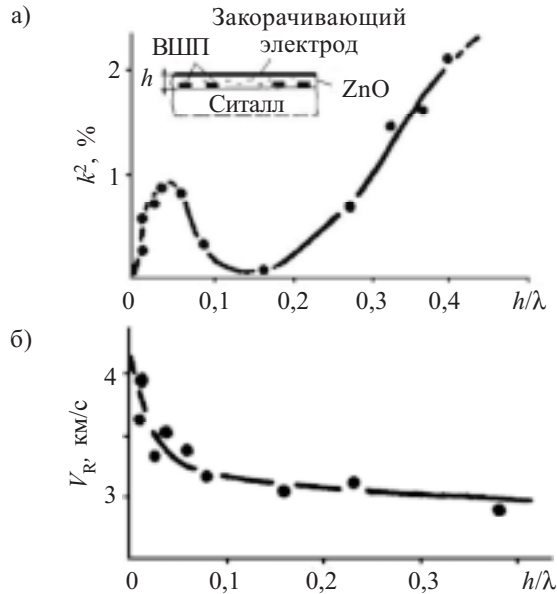 а)
Закорачивающий
ВШП электрод
h
ZnO
Ситалл
k², %
2
1
0 0,1 0,2 0,3 0,4 h/λ
б)
V_R, км/с
4
3
0 0,1 0,2 0,3 h/λ